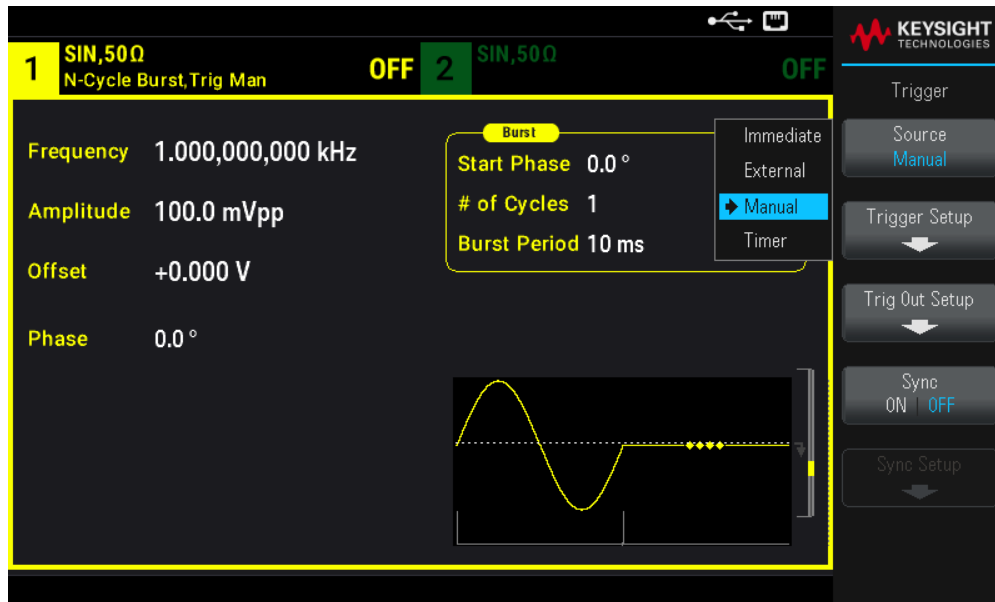 KEYSIGHT
TECHNOLOGIES
1 SIN,50Ω
N-Cycle Burst,Trig Man OFF
2 SIN,50Ω
OFF
Trigger
Frequency 1.000,000,000 kHz
Amplitude 100.0 mVpp
Offset +0.000 V
Phase 0.0 °
Burst
Start Phase 0.0 °
# of Cycles 1
Burst Period 10 ms
Immediate
External
Manual
Timer
Source
Manual
Trigger Setup
Trig Out Setup
Sync
ON OFF
Sync Setup